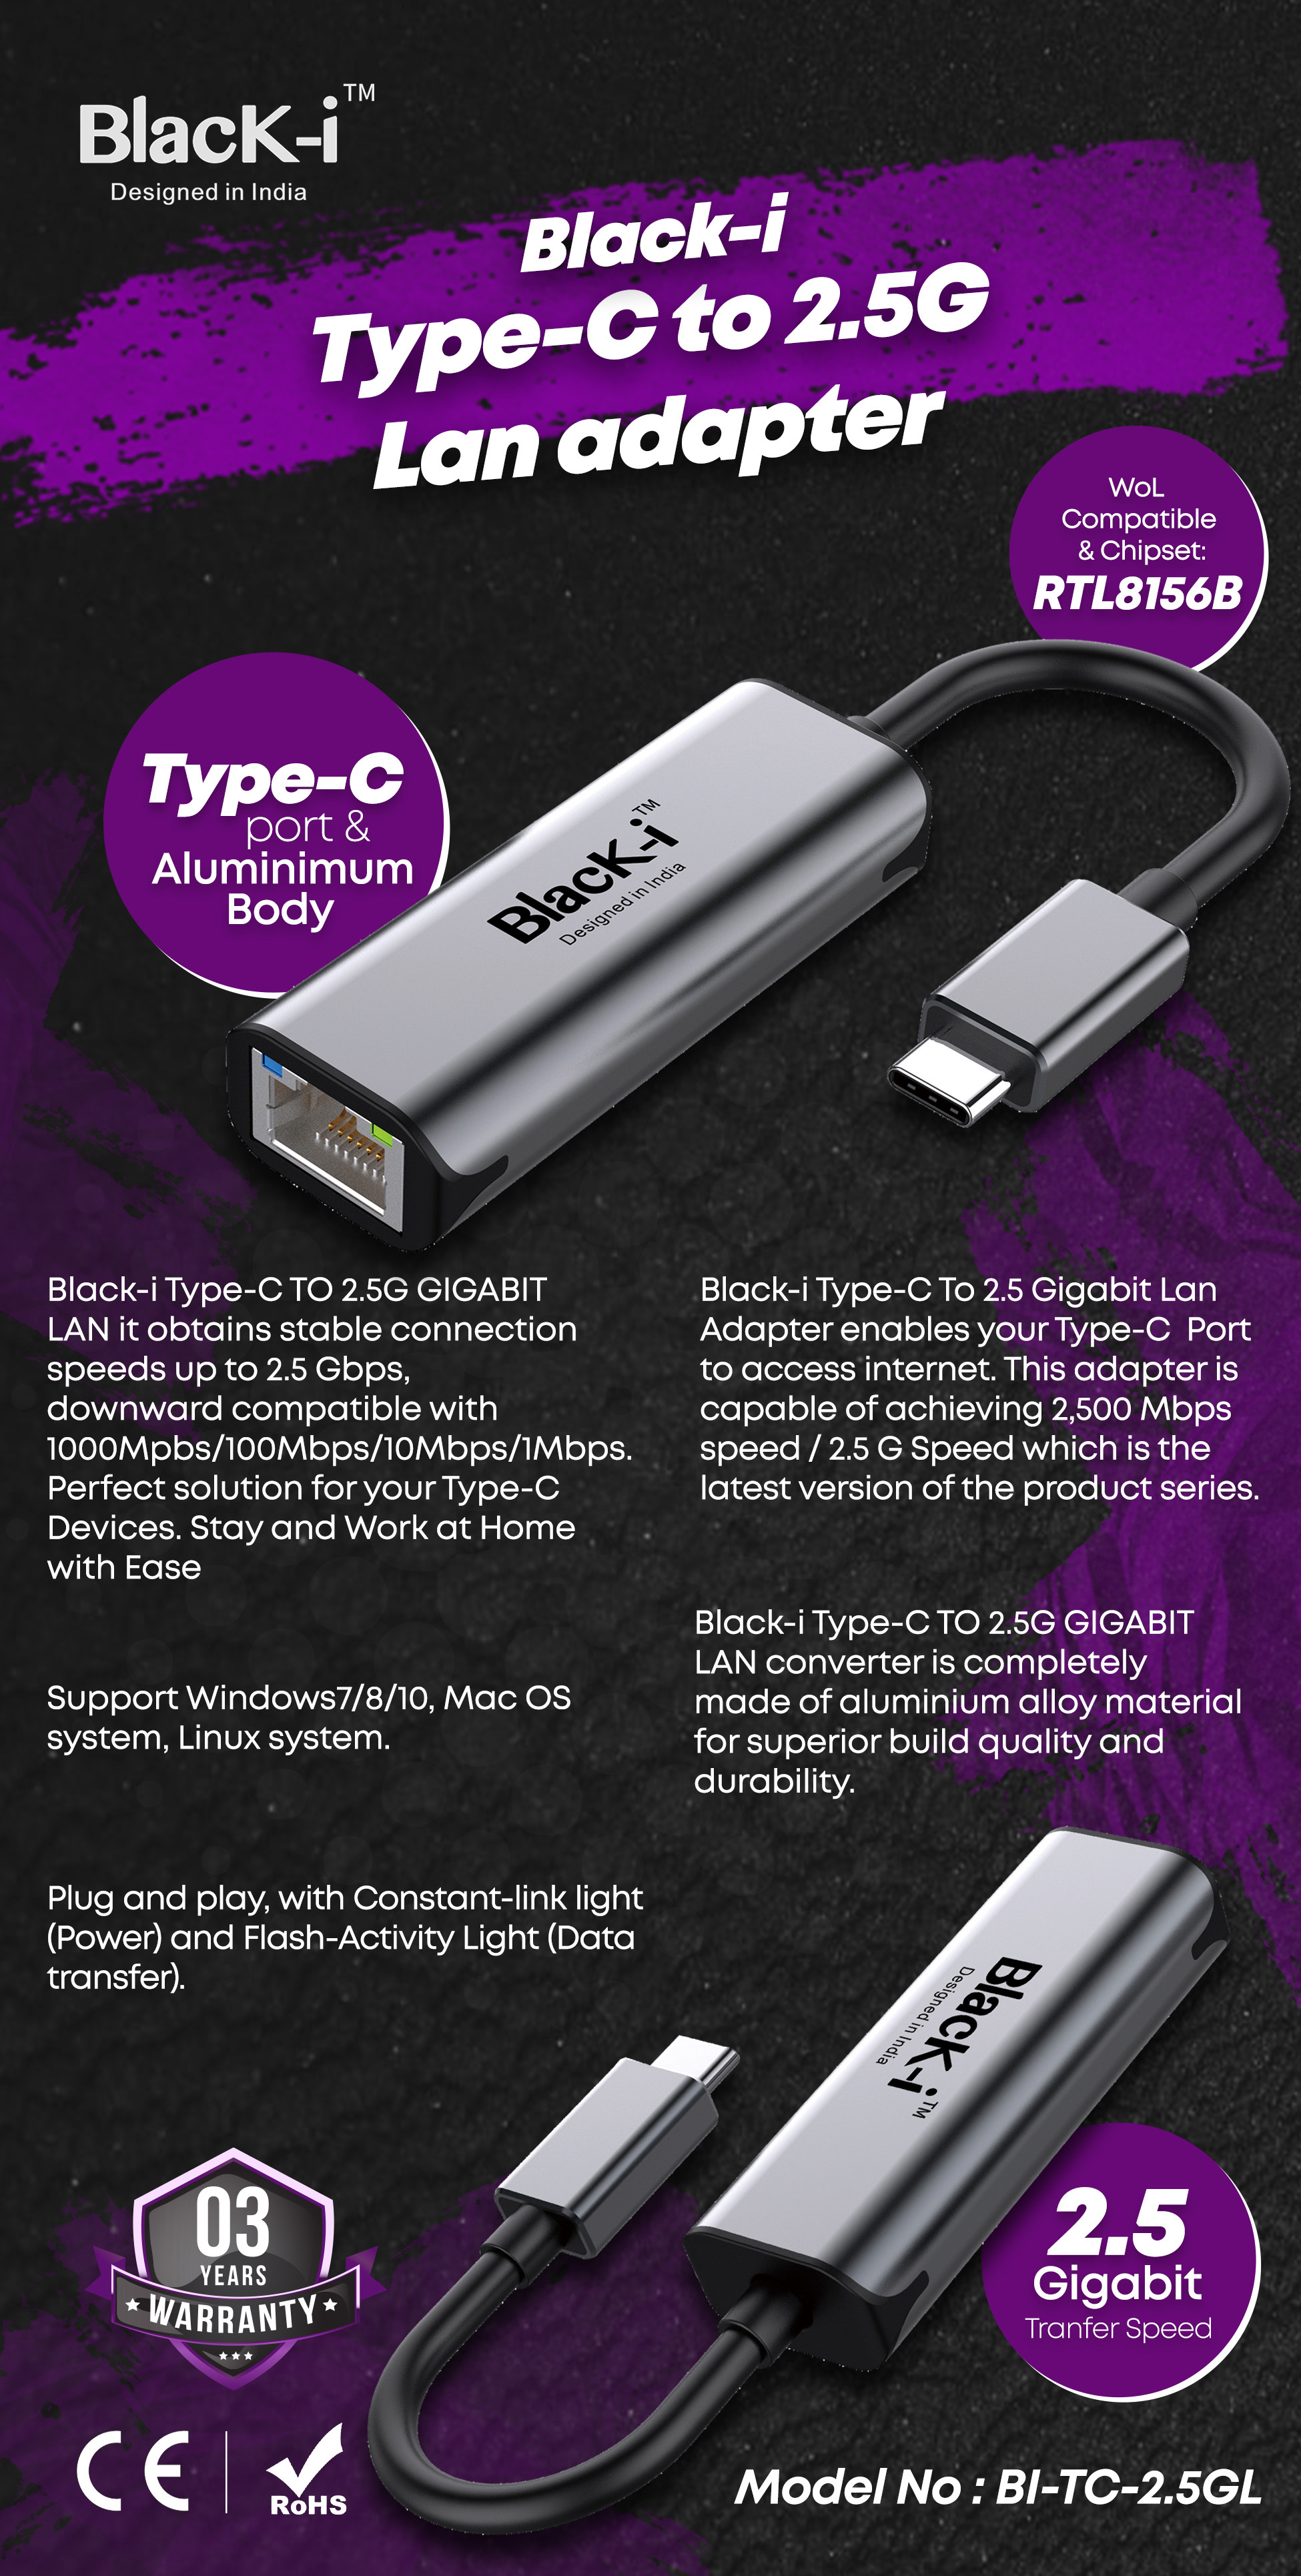 BlacK-i™
Designed in India
Black-i
Type-C to 2.5G
Lan adapter
WoL
Compatible
& Chipset:
RTL8156B
Type-C
port &
Aluminimum
Body
BlacK-i™
Designed in India
Black-i Type-C TO 2.5G GIGABIT
LAN it obtains stable connection
speeds up to 2.5 Gbps,
downward compatible with
1000Mpbs/100Mbps/10Mbps/1Mbps.
Perfect solution for your Type-C
Devices. Stay and Work at Home
with Ease
Black-i Type-C To 2.5 Gigabit Lan
Adapter enables your Type-C Port
to access internet. This adapter is
capable of achieving 2,500 Mbps
speed / 2.5 G Speed which is the
latest version of the product series.
Support Windows7/8/10, Mac OS
system, Linux system.
Black-i Type-C TO 2.5G GIGABIT
LAN converter is completely
made of aluminium alloy material
for superior build quality and
durability.
Plug and play, with Constant-link light
(Power) and Flash-Activity Light (Data
transfer).
BlacK-i™
Designed in India
03
YEARS
WARRANTY
2.5
Gigabit
Tranfer Speed
CE
RoHS
Model No : BI-TC-2.5GL